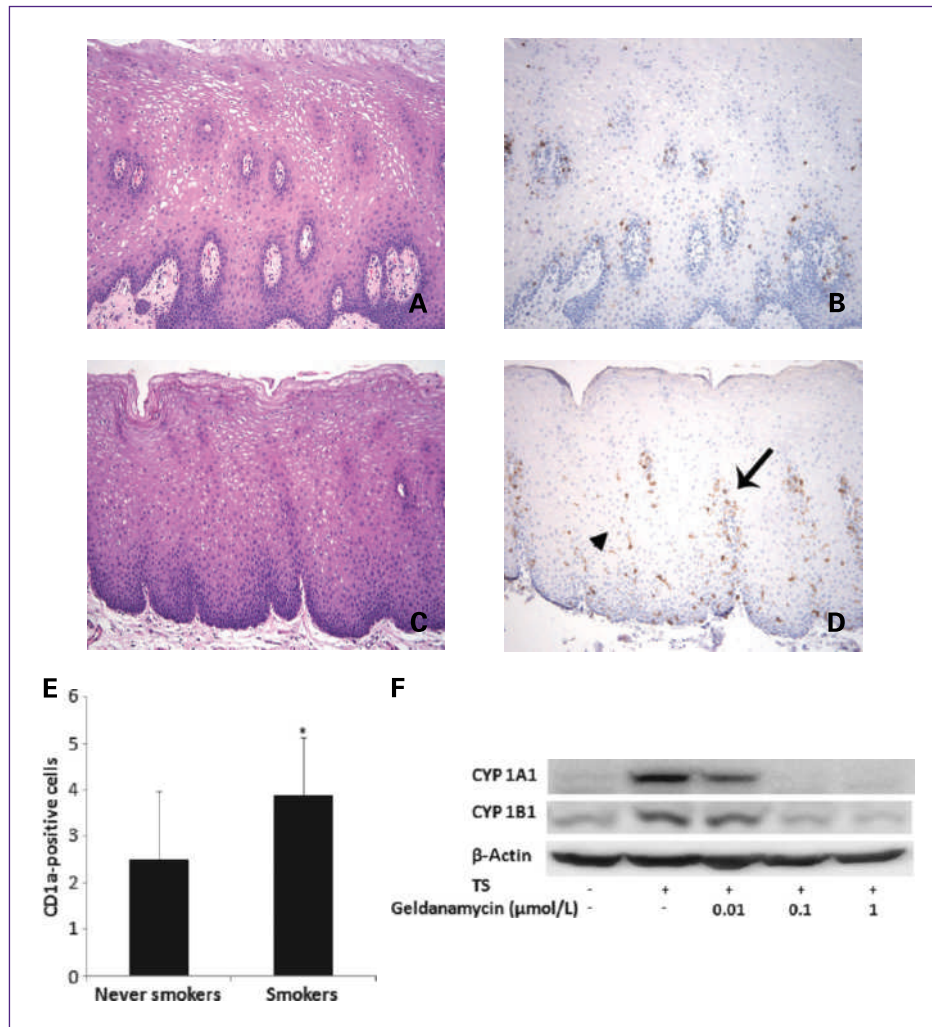 A
B
C
D
E
6
5
4
3
2
1
0
CD1a-positive cells
*
Never smokers Smokers
F
CYP 1A1
CYP 1B1
β-Actin
TS - + + + +
Geldanamycin (μmol/L) - - 0.01 0.1 1